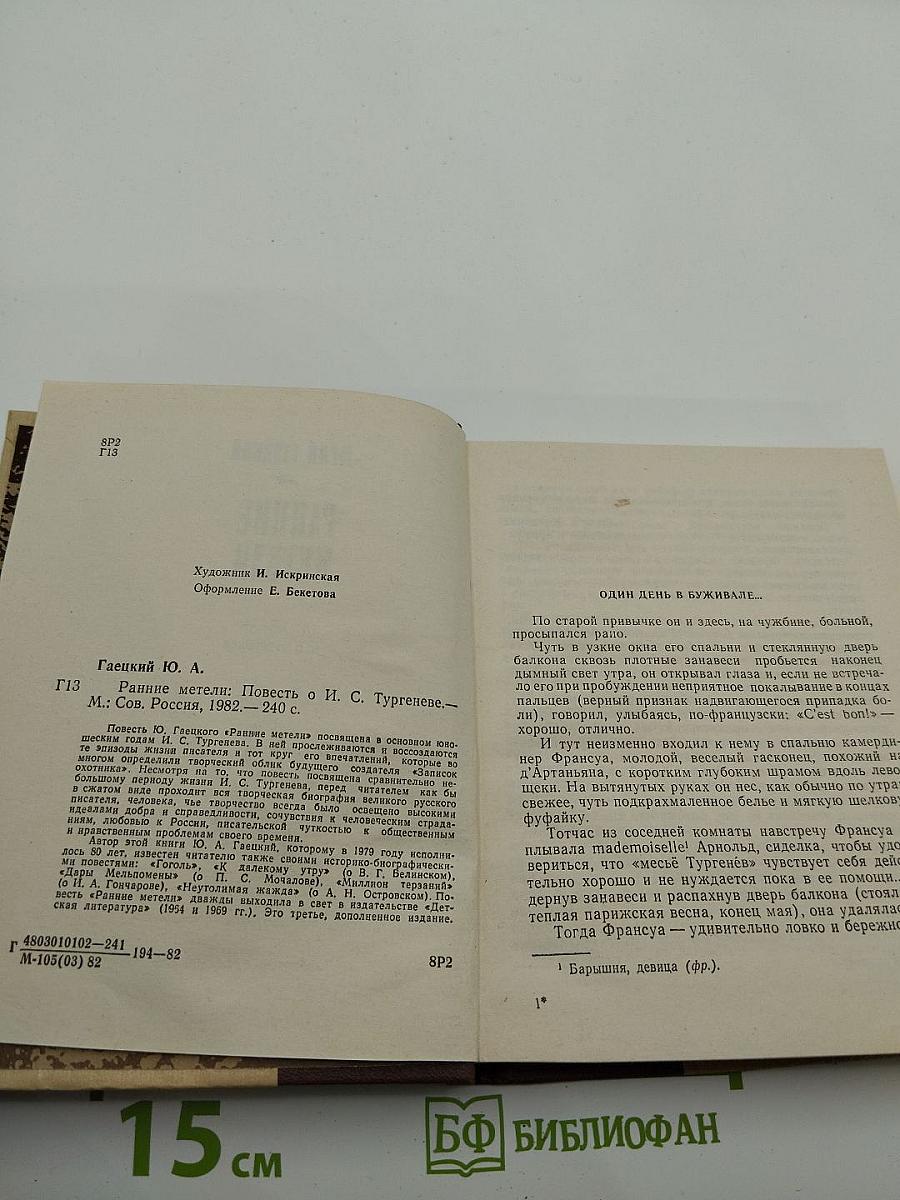 8Р2
Г13
Художник И. Искринская
Оформление Е. Бекетова
Гаецкий Ю. А.
Г13 Ранние метели: Повесть о И. С. Тургеневе.—
М.: Сов. Россия, 1982.— 240 с.
Повесть Ю. Гаецкого «Ранние метели» посвящена в основном юно-
шеским годам И. С. Тургенева. В ней прослеживаются и воссоздаются
те эпизоды жизни писателя и тот круг его впечатлений, которые во
многом определили творческий облик будущего создателя «Записок
охотника». Несмотря на то, что повесть посвящена сравнительно не-
большому периоду жизни И. С. Тургенева, перед читателем как бы
в сжатом виде проходит вся творческая биография великого русского
писателя, человека, чье творчество всегда было освещено высокими
идеалами добра и справедливости, сочувствия к человеческим страда-
ниям, любовью к России, писательской чуткостью к общественным
и нравственным проблемам своего времени.
Автор этой книги Ю. А. Гаецкий, которому в 1979 году исполни-
лось 80 лет, известен читателю также своими историко-биографически-
ми повестями: «Гоголь», «К далекому утру» (о В. Г. Белинском),
«Дары Мельпомены» (о П. С. Мочалове), «Миллион терзаний»
(о И. А. Гончарове), «Неутолимая жажда» (о А. Н. Островском). По-
весть «Ранние метели» дважды выходила в свет в издательстве «Дет-
ская литература» (1964 и 1969 гг.). Это третье, дополненное издание.
Г 4803010102—241
М-105(03) 82
194—82
8Р2
ОДИН ДЕНЬ В БУЖИВАЛЕ...
По старой привычке он и здесь, на чужбине, больной,
просыпался рано.
Чуть в узкие окна его спальни и стеклянную дверь
балкона сквозь плотные занавеси пробьется наконец
дымный свет утра, он открывал глаза и, если не встреча-
ло его при пробуждении неприятное покалывание в концах
пальцев (верный признак надвигающегося припадка бо-
ли), говорил, улыбаясь, по-французски: «C'est bon!» —
хорошо, отлично.
И тут неизменно входил к нему в спальню камерди-
нер Франсуа, молодой, веселый гасконец, похожий на
д'Артаньяна, с коротким глубоким шрамом вдоль лево
щеки. На вытянутых руках он нес, как обычно по утра
свежее, чуть подкрахмаленное белье и мягкую шелкову
фуфайку.
Тотчас из соседней комнаты навстречу Франсуа
плывала mademoiselle¹ Арнольд, сиделка, чтобы удо
вериться, что «месьё Тургене́в» чувствует себя дейс
тельно хорошо и не нуждается пока в ее помощи..
дернув занавеси и распахнув дверь балкона (стоял
теплая парижская весна, конец мая), она удалялас
Тогда Франсуа — удивительно ловко и бережно
¹ Барышня, девица (фр.).
1*
15 см
БФ БИБЛИОФАН